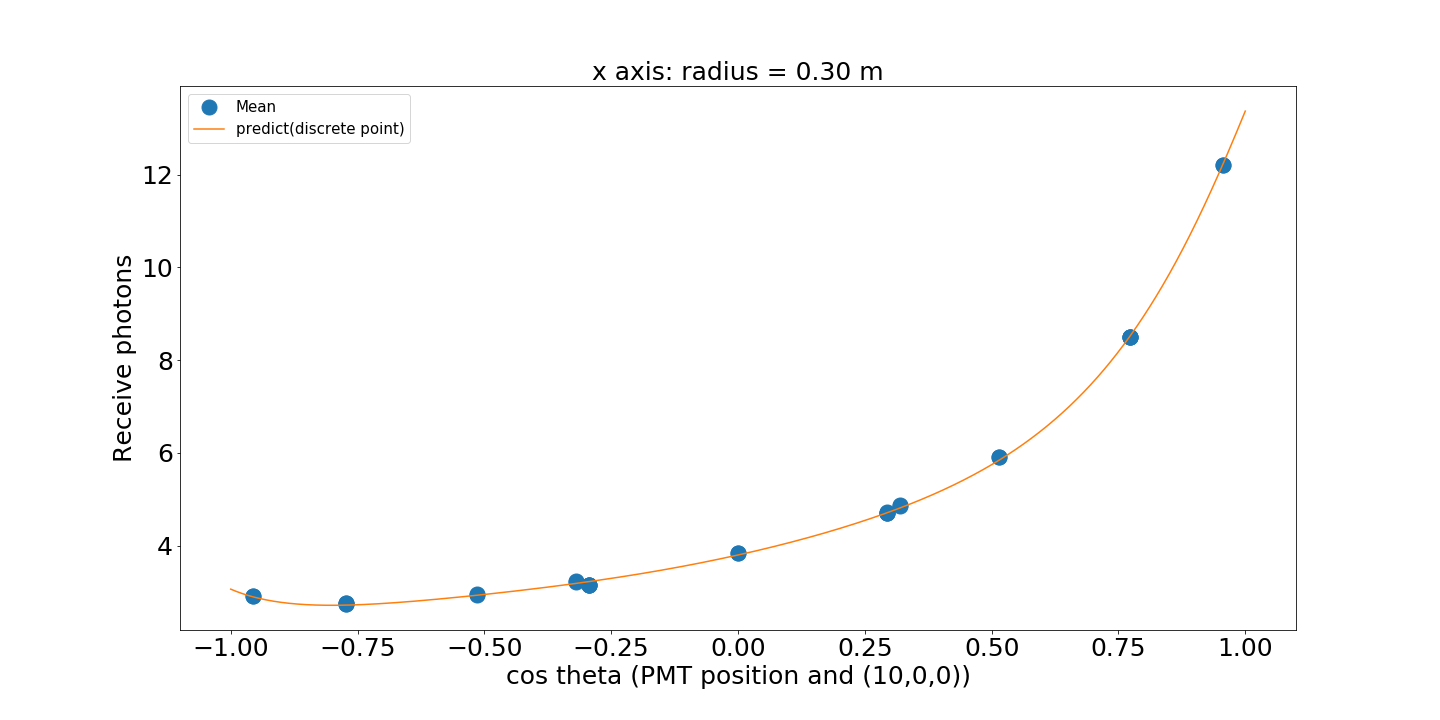 x axis: radius = 0.30 m
Mean
predict(discrete point)
12
10
8
6
4
Receive photons
−1.00 −0.75 −0.50 −0.25 0.00 0.25 0.50 0.75 1.00
cos theta (PMT position and (10,0,0))